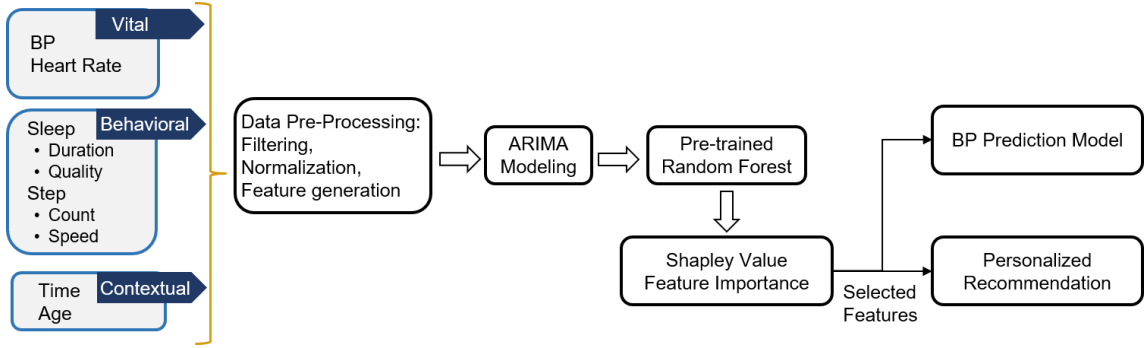 Vital
BP
Heart Rate
Behavioral
Sleep
• Duration
• Quality
Step
• Count
• Speed
Contextual
Time
Age
Data Pre-Processing:
Filtering,
Normalization,
Feature generation
ARIMA
Modeling
Pre-trained
Random Forest
Shapley Value
Feature Importance
Selected
Features
BP Prediction Model
Personalized
Recommendation